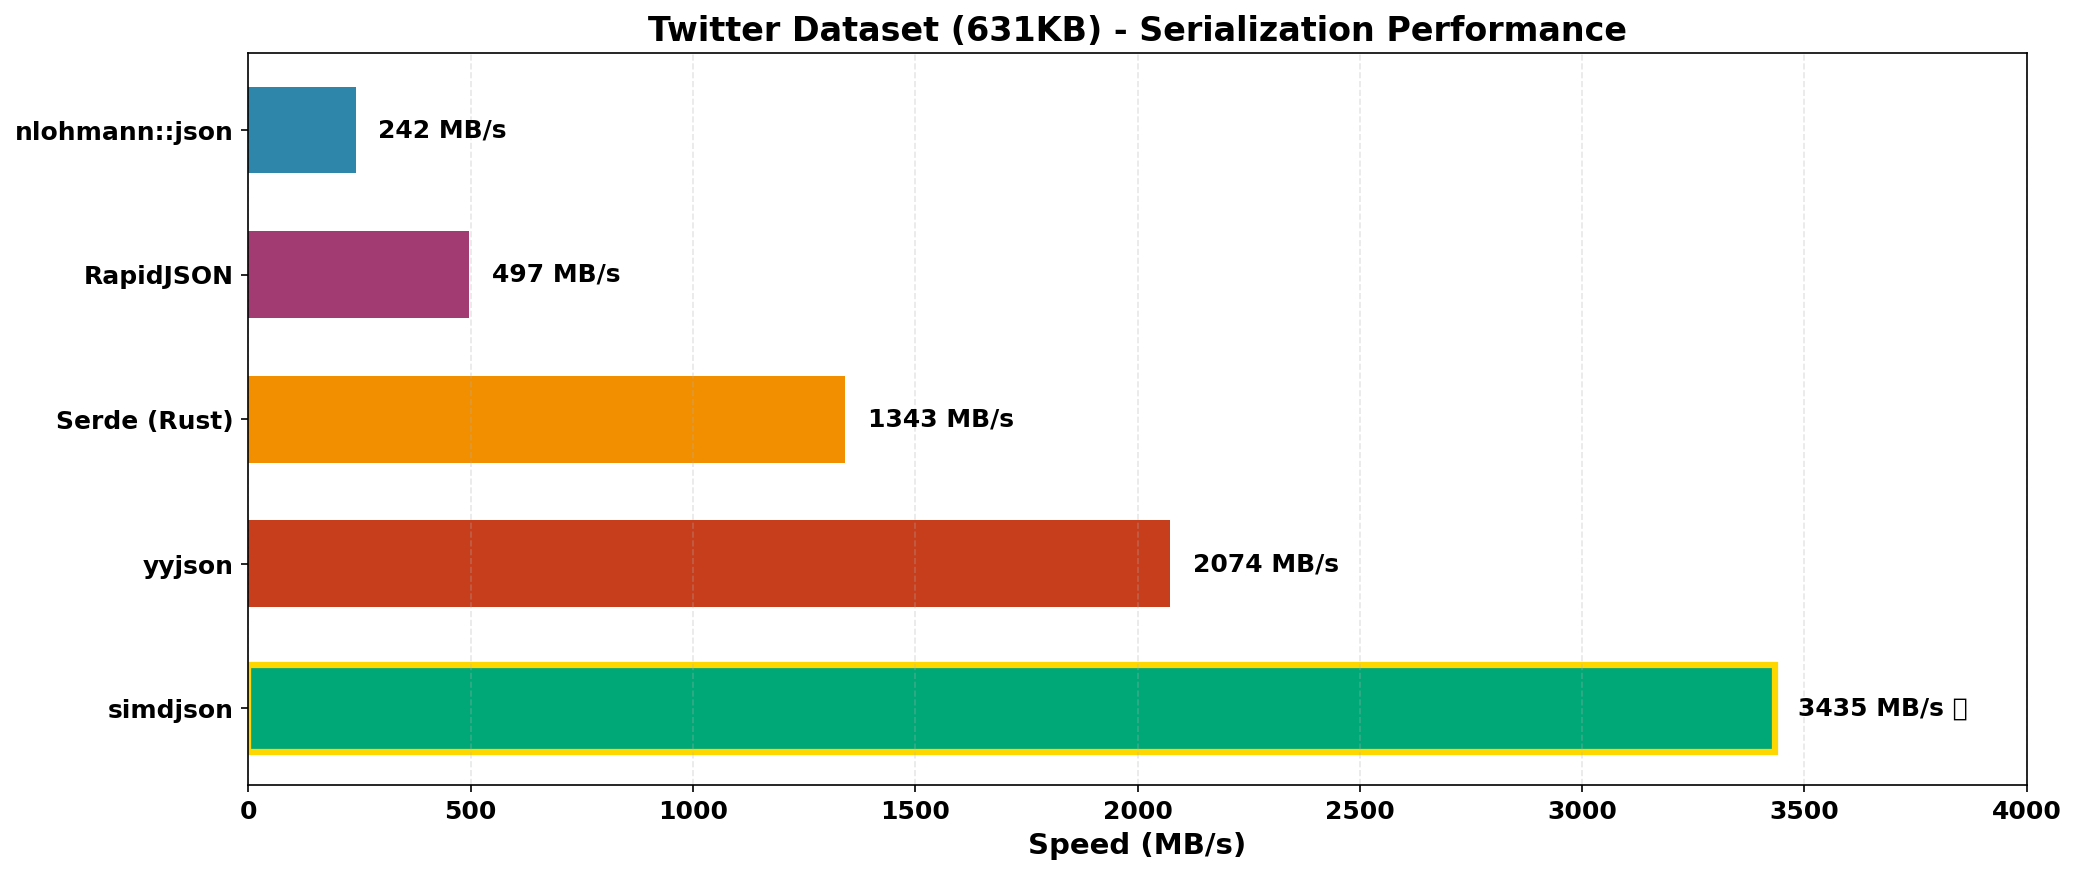 Twitter Dataset (631KB) - Serialization Performance
nlohmann::json 242 MB/s
RapidJSON 497 MB/s
Serde (Rust) 1343 MB/s
yyjson 2074 MB/s
simdjson 3435 MB/s
0 500 1000 1500 2000 2500 3000 3500 4000
Speed (MB/s)